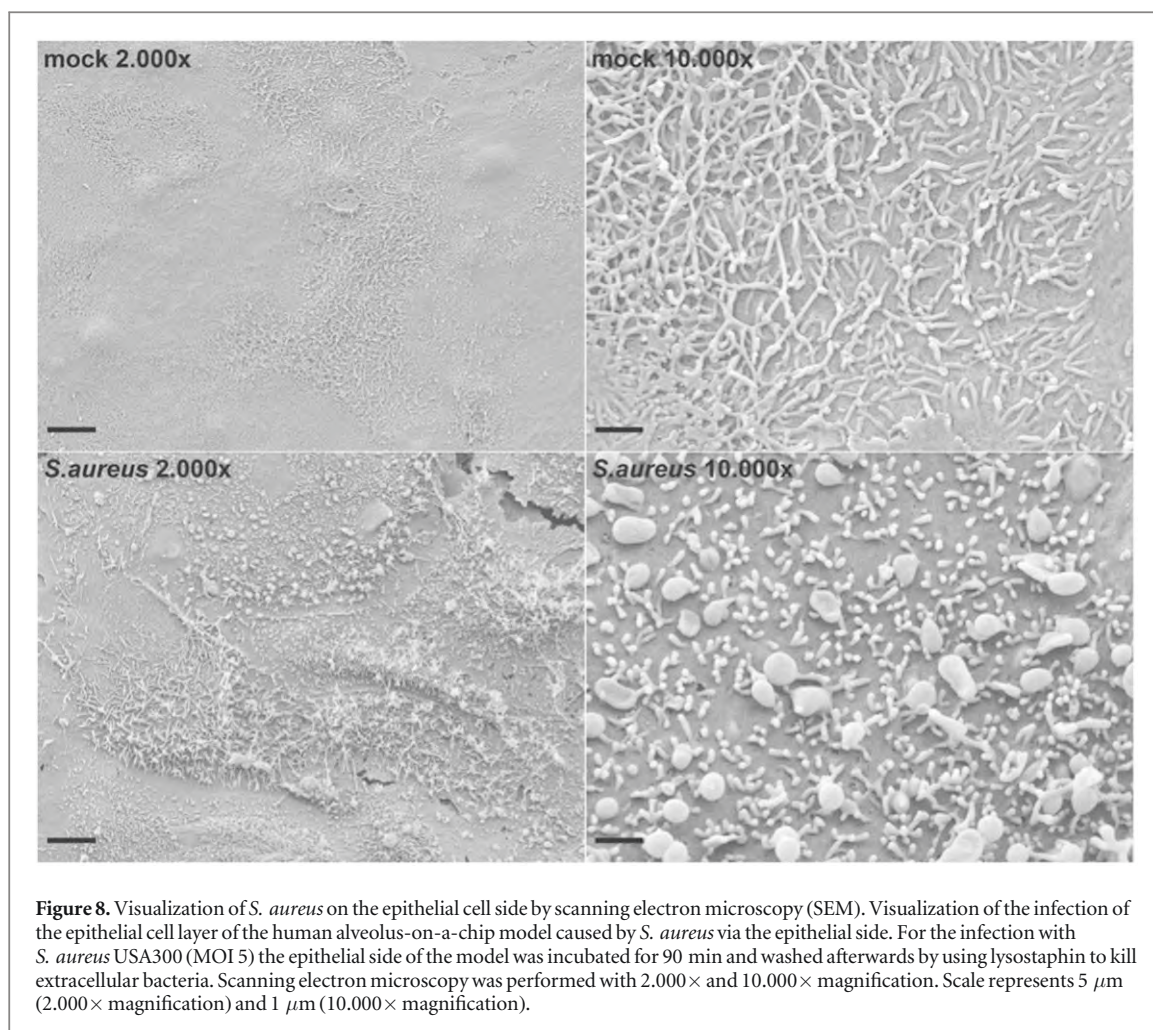 mock 2.000x
mock 10.000x
S.aureus 2.000x
S.aureus 10.000x
Figure 8. Visualization of S. aureus on the epithelial cell side by scanning electron microscopy (SEM). Visualization of the infection of
the epithelial cell layer of the human alveolus-on-a-chip model caused by S. aureus via the epithelial side. For the infection with
S. aureus USA300 (MOI 5) the epithelial side of the model was incubated for 90 min and washed afterwards by using lysostaphin to kill
extracellular bacteria. Scanning electron microscopy was performed with 2.000× and 10.000× magnification. Scale represents 5 μm
(2.000× magnification) and 1 μm (10.000× magnification).